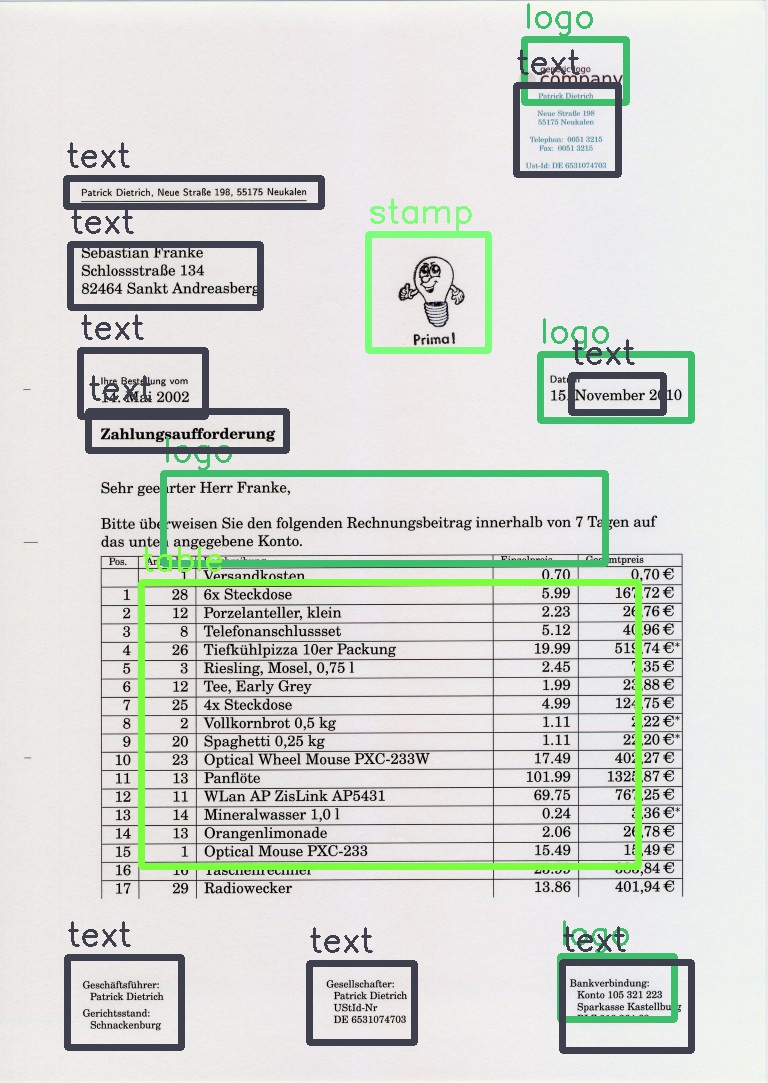 logo
text
company
Patrick Dietrich
Neue Straße 198
55175 Neukalen
Telephon: 0051 3215
Fax: 0051 3215
Ust-Id: DE 6531074703
text
Patrick Dietrich, Neue Straße 198, 55175 Neukalen
text
Sebastian Franke
Schlossstraße 134
82464 Sankt Andreasberg
stamp
Prima!
text
Ihre Bestellung vom
text
14. Mai 2002
logo
text
15. November 2010
Zahlungsaufforderung
logo
Sehr geehrter Herr Franke,
Bitte überweisen Sie den folgenden Rechnungsbeitrag innerhalb von 7 Tagen auf
das unten angegebene Konto.
table
Pos. Einzelpreis Gesamtpreis
1 Versandkosten 0.70 0,70 €
1 28 6x Steckdose 5.99 167,72 €
2 12 Porzelanteller, klein 2.23 26,76 €
3 8 Telefonanschlussset 5.12 40,96 €
4 26 Tiefkühlpizza 10er Packung 19.99 519,74 €*
5 3 Riesling, Mosel, 0,75 l 2.45 7,35 €
6 12 Tee, Early Grey 1.99 23,88 €
7 25 4x Steckdose 4.99 124,75 €
8 2 Vollkornbrot 0,5 kg 1.11 2,22 €*
9 20 Spaghetti 0,25 kg 1.11 22,20 €*
10 23 Optical Wheel Mouse PXC-233W 17.49 402,27 €
11 13 Panflöte 101.99 1325,87 €
12 11 WLan AP ZisLink AP5431 69.75 767,25 €
13 14 Mineralwasser 1,0 l 0.24 3,36 €*
14 13 Orangenlimonade 2.06 26,78 €
15 1 Optical Mouse PXC-233 15.49 15,49 €
16 16 Taschenrechner 23.99 383,84 €
17 29 Radiowecker 13.86 401,94 €
text
Geschäftsführer:
Patrick Dietrich
Gerichtsstand:
Schnackenburg
text
Gesellschafter:
Patrick Dietrich
UStId-Nr
DE 6531074703
logo
text
Bankverbindung:
Konto 105 321 223
Sparkasse Kastellburg